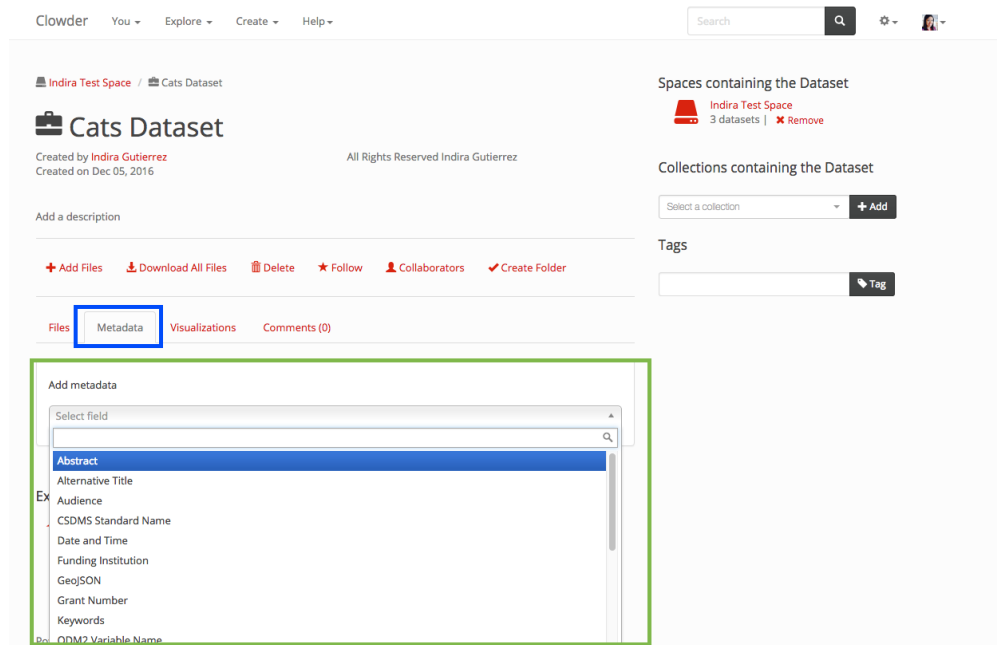 Clowder You Explore Create Help Search
Indira Test Space / Cats Dataset
Cats Dataset
Created by Indira Gutierrez
Created on Dec 05, 2016
All Rights Reserved Indira Gutierrez
Add a description
Add Files Download All Files Delete Follow Collaborators Create Folder
Files Metadata Visualizations Comments (0)
Add metadata
Select field
Abstract
Alternative Title
Audience
CSDMS Standard Name
Date and Time
Funding Institution
GeoJSON
Grant Number
Keywords
ODM2 Variable Name
Spaces containing the Dataset
Indira Test Space
3 datasets | Remove
Collections containing the Dataset
Select a collection Add
Tags
Tag